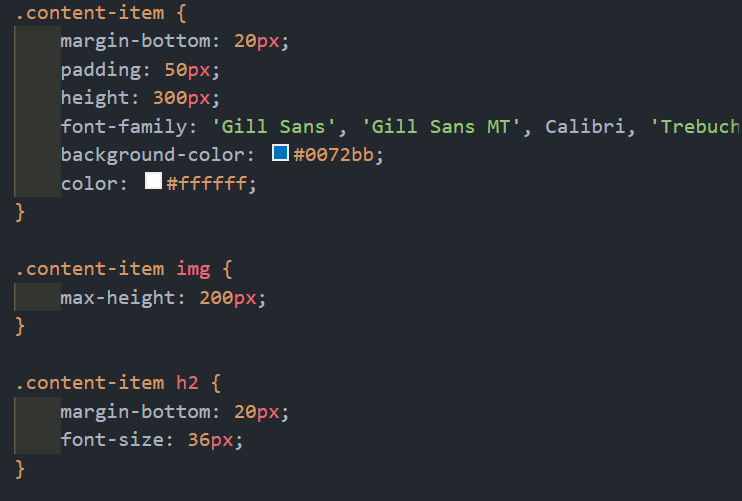 .content-item {
margin-bottom: 20px;
padding: 50px;
height: 300px;
font-family: 'Gill Sans', 'Gill Sans MT', Calibri, 'Trebuch
background-color: #0072bb;
color: #ffffff;
}
.content-item img {
max-height: 200px;
}
.content-item h2 {
margin-bottom: 20px;
font-size: 36px;
}